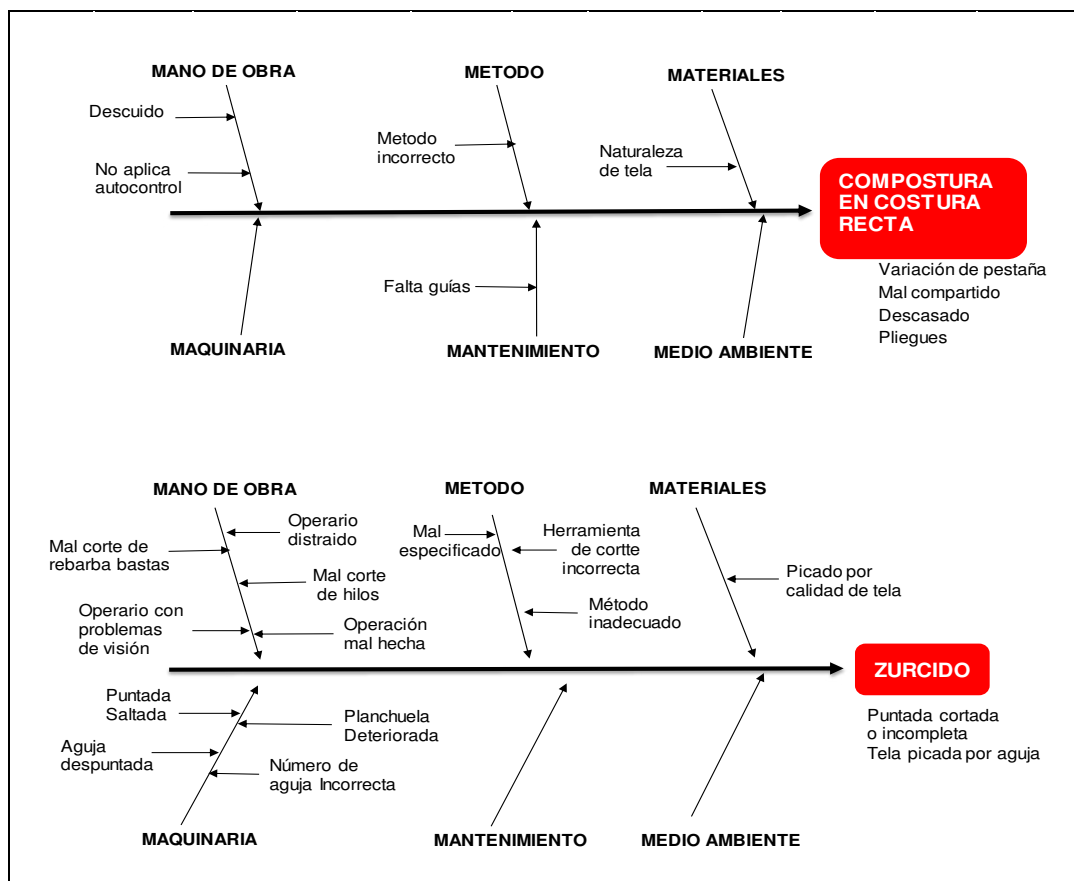 MANO DE OBRA
METODO
MATERIALES
Descuido
No aplica
autocontrol
Metodo
incorrecto
Naturaleza
de tela
COMPOSTURA
EN COSTURA
RECTA
Variación de pestaña
Mal compartido
Descasado
Pliegues
Falta guías
MAQUINARIA
MANTENIMIENTO
MEDIO AMBIENTE
MANO DE OBRA
METODO
MATERIALES
Operario
distraido
Mal corte de
rebarba bastas
Mal corte
de hilos
Operario con
problemas
de visión
Operación
mal hecha
Mal
especificado
Herramienta
de cortte
incorrecta
Método
inadecuado
Picado por
calidad de tela
ZURCIDO
Puntada cortada
o incompleta
Tela picada por aguja
Puntada
Saltada
Planchuela
Deteriorada
Aguja
despuntada
Número de
aguja Incorrecta
MAQUINARIA
MANTENIMIENTO
MEDIO AMBIENTE